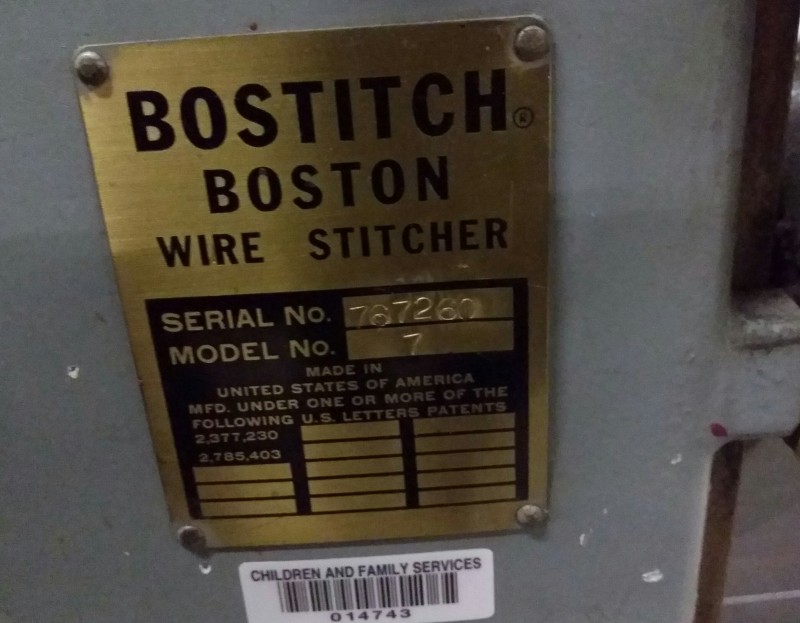 BOSTITCH®
BOSTON
WIRE STITCHER
SERIAL No. 767260
MODEL No. 7
MADE IN
UNITED STATES OF AMERICA
MFD. UNDER ONE OR MORE OF THE
FOLLOWING U.S. LETTERS PATENTS
2,377,230
2,785,403
CHILDREN AND FAMILY SERVICES
014743